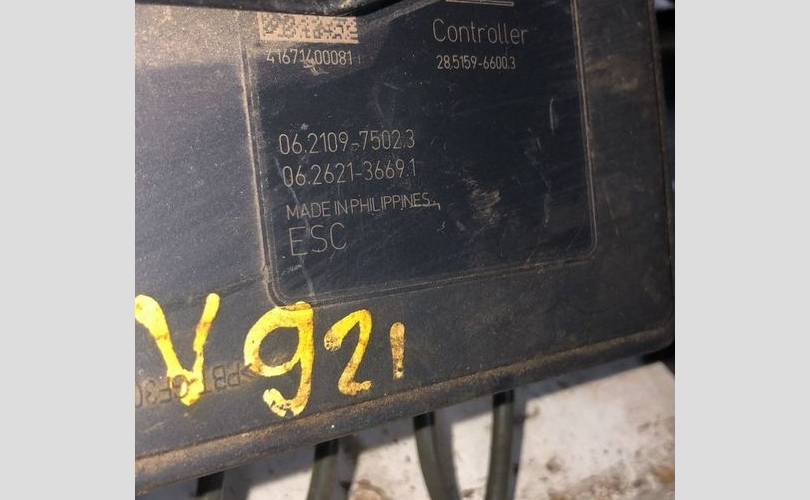 Controller
41671400081
28.5159-6600.3
06.2109-7502.3
06.2621-3669.1
MADE IN PHILIPPINES
ESC
V921